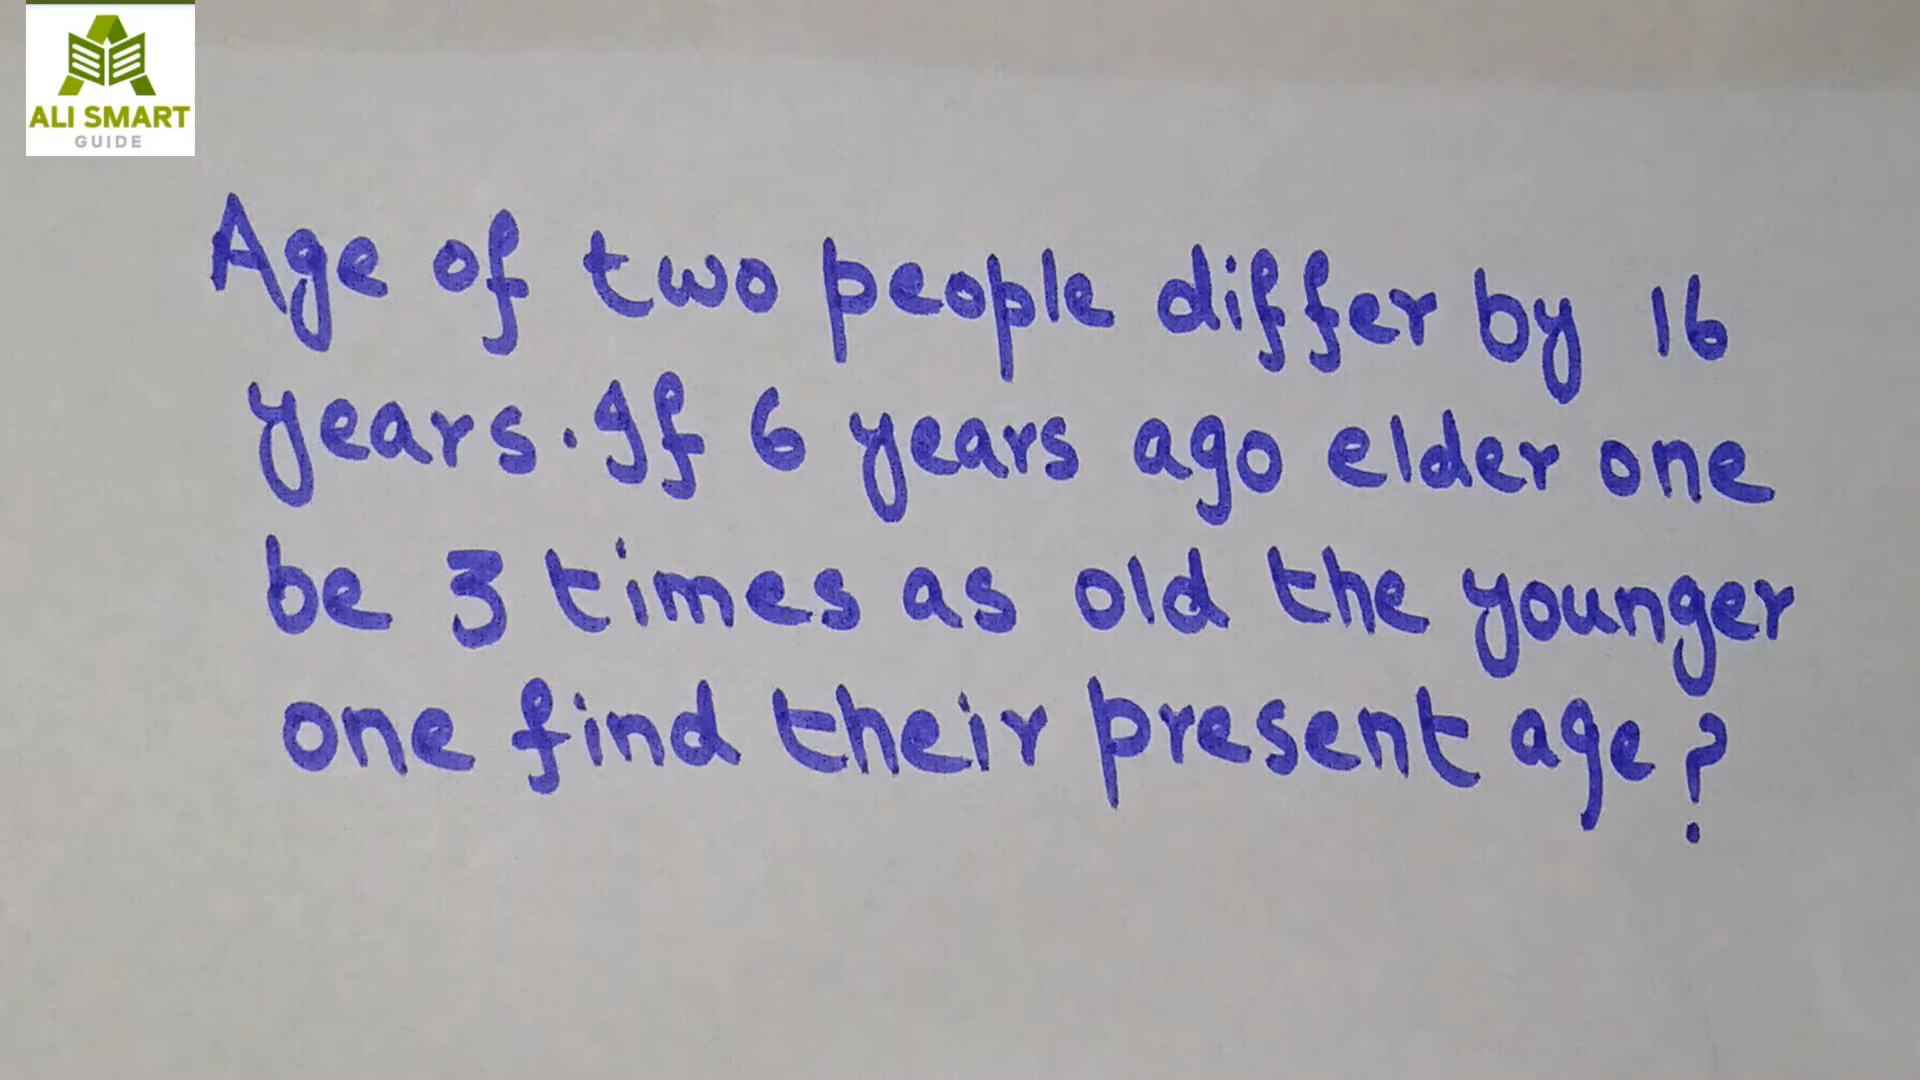 ALI SMART
GUIDE
Age of two people differ by 16
years. If 6 years ago elder one
be 3 times as old the younger
one find their present age?